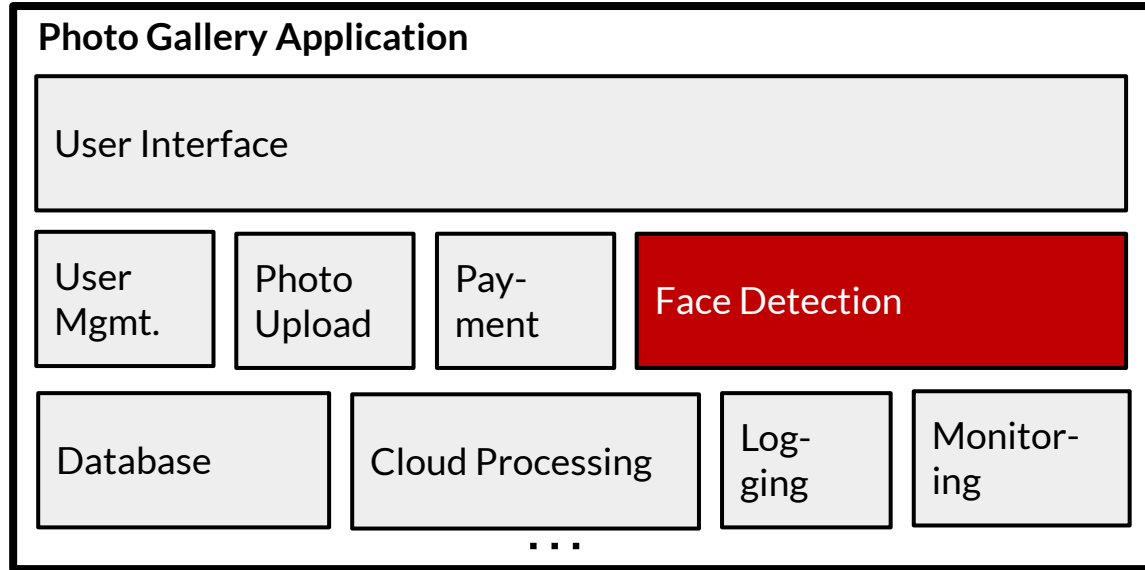 Photo Gallery Application
User Interface
User
Mgmt.
Photo
Upload
Pay-
ment
Face Detection
Database
Cloud Processing
Log-
ging
Monitor-
ing
...